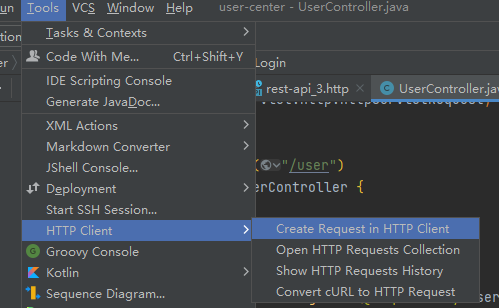 un Tools VCS Window Help user-center - UserController.java
Tasks & Contexts
Code With Me... Ctrl+Shift+Y
Login
IDE Scripting Console
rest-api_3.http UserController.jav
Generate JavaDoc...
XML Actions
Markdown Converter
JShell Console...
("/user")
Deployment
erController {
Start SSH Session...
HTTP Client
Create Request in HTTP Client
Groovy Console
Open HTTP Requests Collection
Kotlin
Show HTTP Requests History
Sequence Diagram...
Convert cURL to HTTP Request